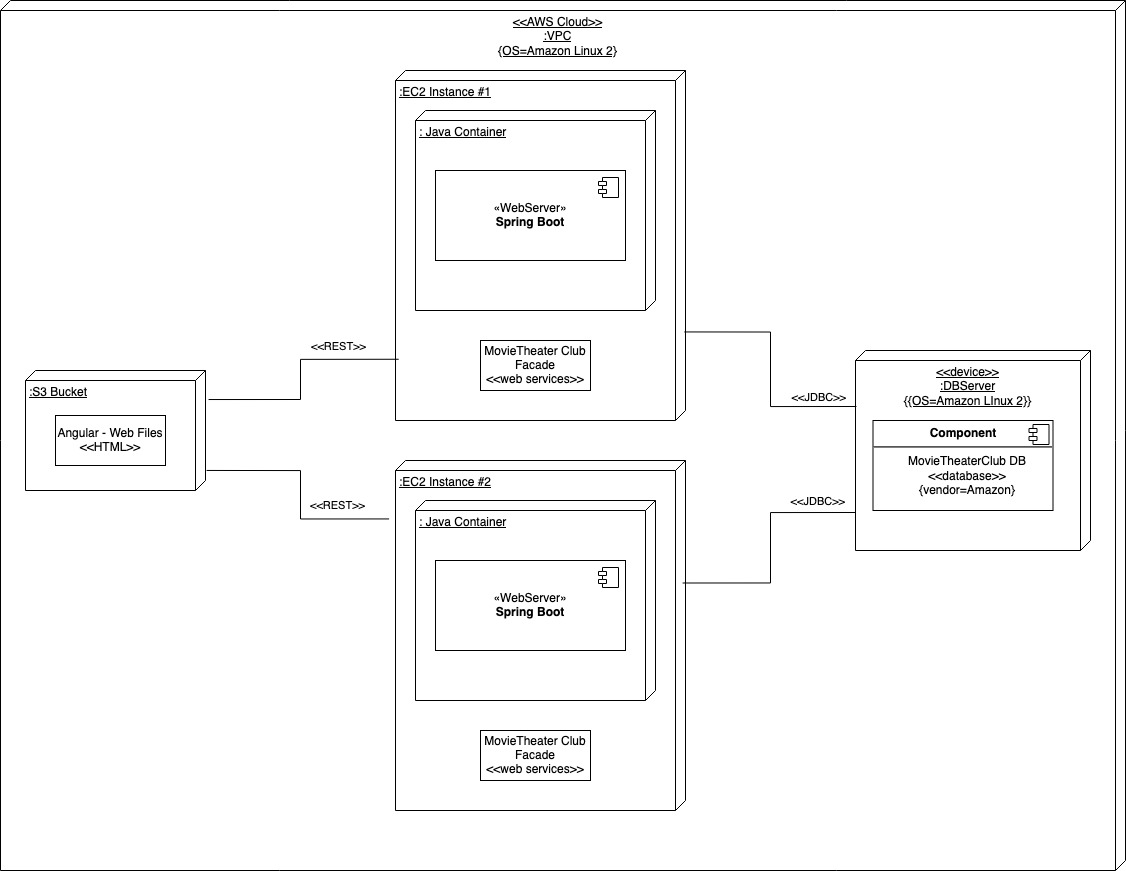 <<AWS Cloud>>
:VPC
{OS=Amazon Linux 2}
:EC2 Instance #1
: Java Container
«WebServer»
Spring Boot
MovieTheater Club
Facade
<<web services>>
<<REST>>
:S3 Bucket
Angular - Web Files
<<HTML>>
<<REST>>
<<JDBC>>
<<device>>
:DBServer
{{OS=Amazon LInux 2}}
Component
MovieTheaterClub DB
<<database>>
{vendor=Amazon}
<<JDBC>>
:EC2 Instance #2
: Java Container
«WebServer»
Spring Boot
MovieTheater Club
Facade
<<web services>>